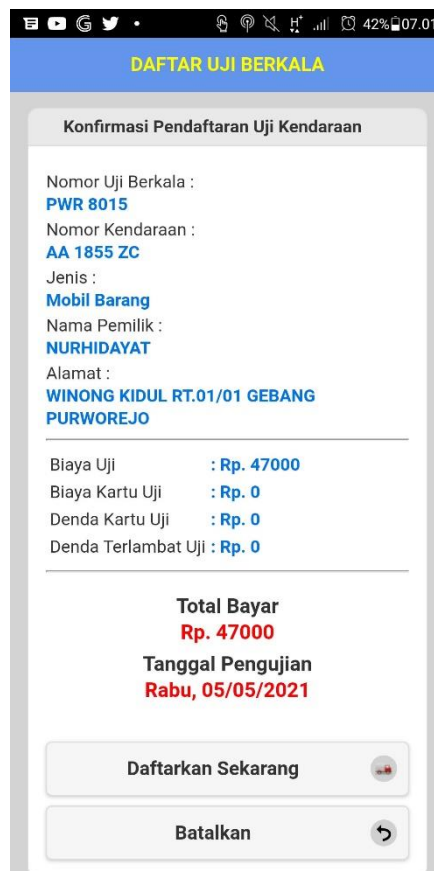 42% 07.01
DAFTAR UJI BERKALA
Konfirmasi Pendaftaran Uji Kendaraan
Nomor Uji Berkala :
PWR 8015
Nomor Kendaraan :
AA 1855 ZC
Jenis :
Mobil Barang
Nama Pemilik :
NURHIDAYAT
Alamat :
WINONG KIDUL RT.01/01 GEBANG
PURWOREJO
Biaya Uji : Rp. 47000
Biaya Kartu Uji : Rp. 0
Denda Kartu Uji : Rp. 0
Denda Terlambat Uji : Rp. 0
Total Bayar
Rp. 47000
Tanggal Pengujian
Rabu, 05/05/2021
Daftarkan Sekarang
Batalkan